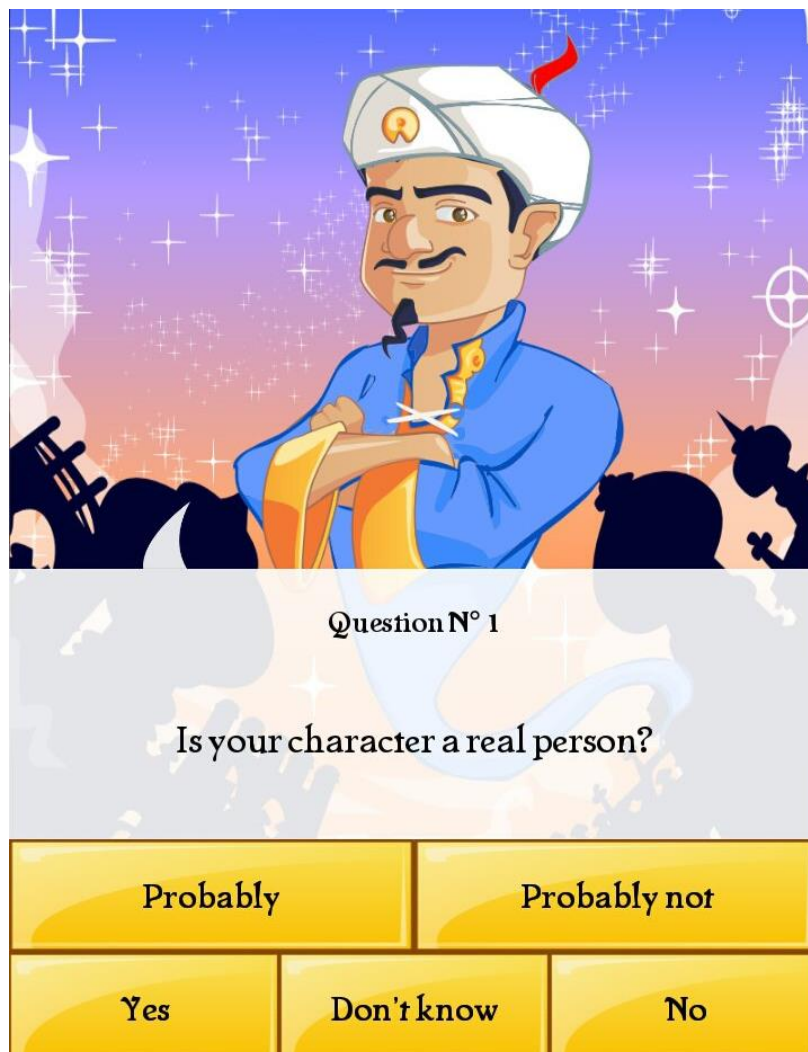 Question N° 1
Is your character a real person?
Probably
Probably not
Yes
Don't know
No